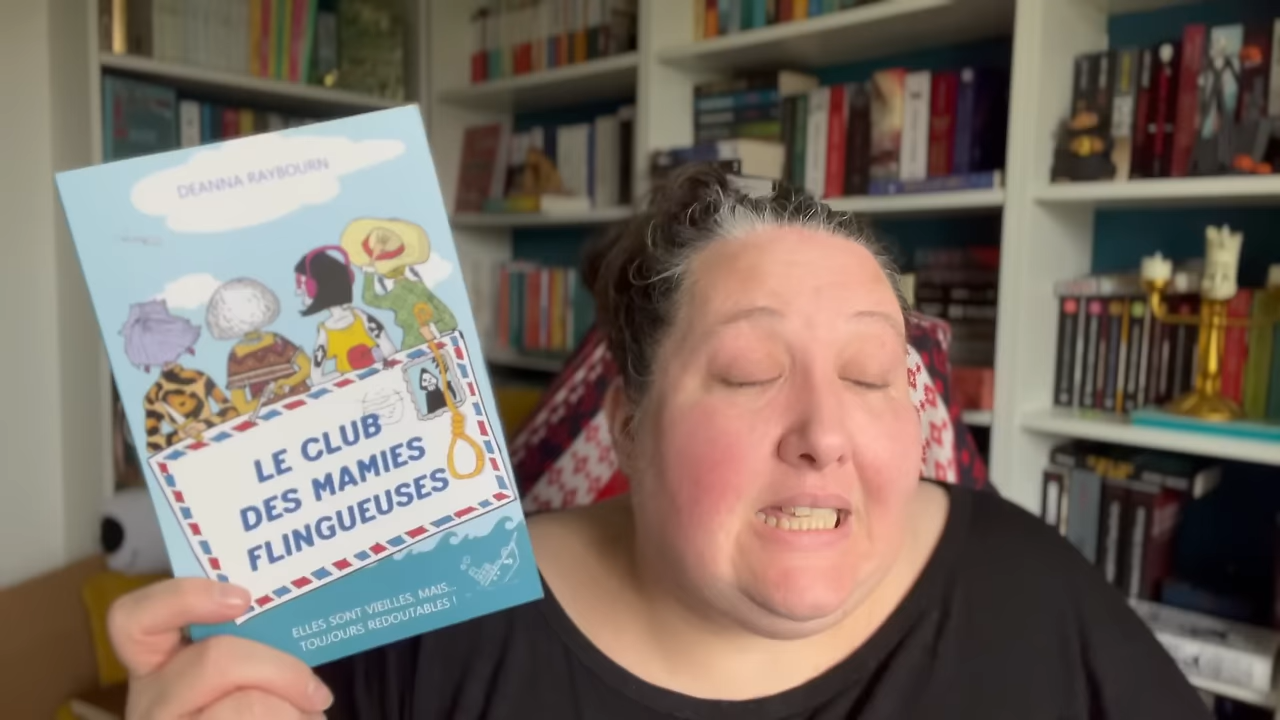 DEANNA RAYBOURN
LE CLUB
DES MAMIES
FLINGUEUSES
ELLES SONT VIEILLES, MAIS...
TOUJOURS REDOUTABLES !